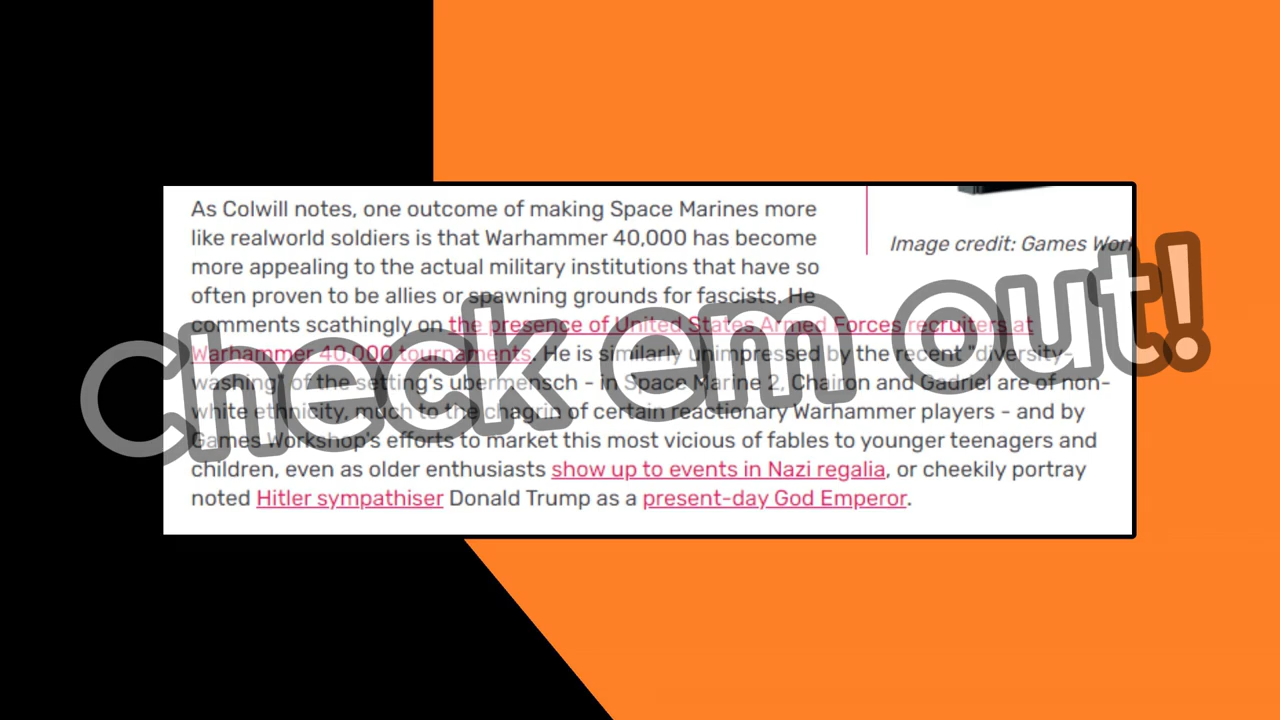 As Colwill notes, one outcome of making Space Marines more
like realworld soldiers is that Warhammer 40,000 has become
more appealing to the actual military institutions that have so
often proven to be allies or spawning grounds for fascists. He
comments scathingly on the presence of United States Armed Forces recruiters at
Warhammer 40,000 tournaments. He is similarly unimpressed by the recent "diversity-
washing" of the setting's ubermensch - in Space Marine 2, Chairon and Gadriel are of non-
white ethnicity, much to the chagrin of certain reactionary Warhammer players - and by
Games Workshop's efforts to market this most vicious of fables to younger teenagers and
children, even as older enthusiasts show up to events in Nazi regalia, or cheekily portray
noted Hitler sympathiser Donald Trump as a present-day God Emperor.
Image credit: Games Work
Check em out!